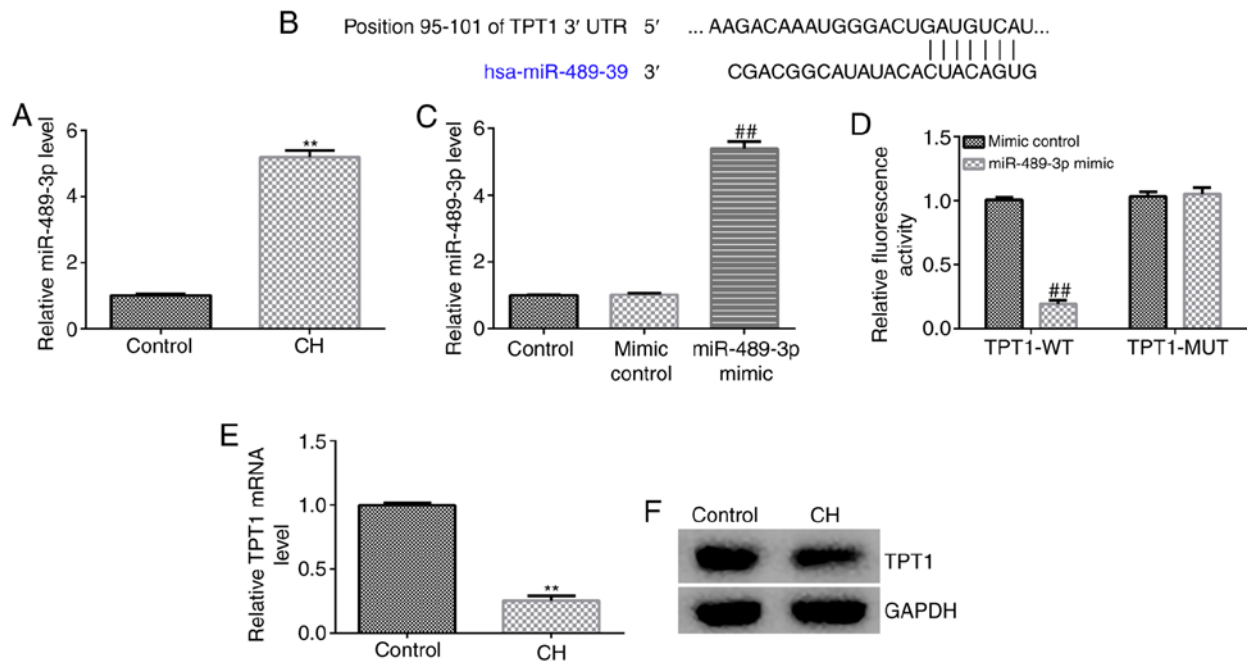 B
Position 95-101 of TPT1 3′ UTR 5′ ... AAGACAAAUGGGACUGAUGUCAU...
hsa-miR-489-39 3′ CGACGGCAUAUACACUACAGUG
A
Relative miR-489-3p level
6
4
2
0
**
Control
CH
C
Relative miR-489-3p level
6
4
2
0
##
Control
Mimic
control
miR-489-3p
mimic
D
Relative fluorescence
activity
1.5
1.0
0.5
0.0
Mimic control
miR-489-3p mimic
##
TPT1-WT
TPT1-MUT
E
Relative TPT1 mRNA
level
1.5
1.0
0.5
0.0
**
Control
CH
F
Control CH
TPT1
GAPDH